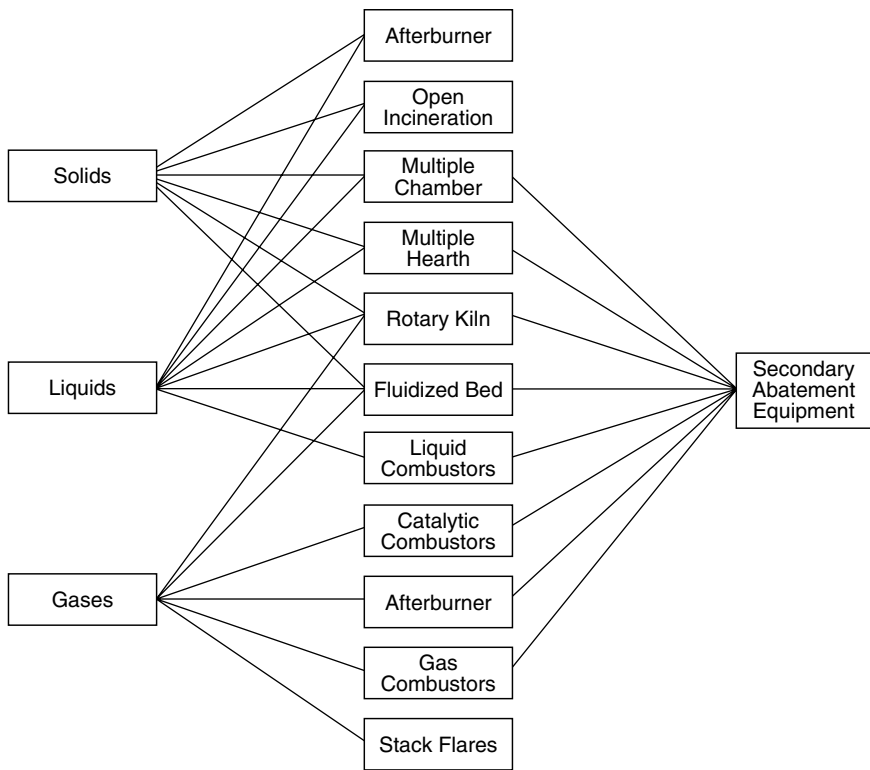 Solids
Liquids
Gases
Afterburner
Open
Incineration
Multiple
Chamber
Multiple
Hearth
Rotary Kiln
Fluidized Bed
Liquid
Combustors
Catalytic
Combustors
Afterburner
Gas
Combustors
Stack Flares
Secondary
Abatement
Equipment